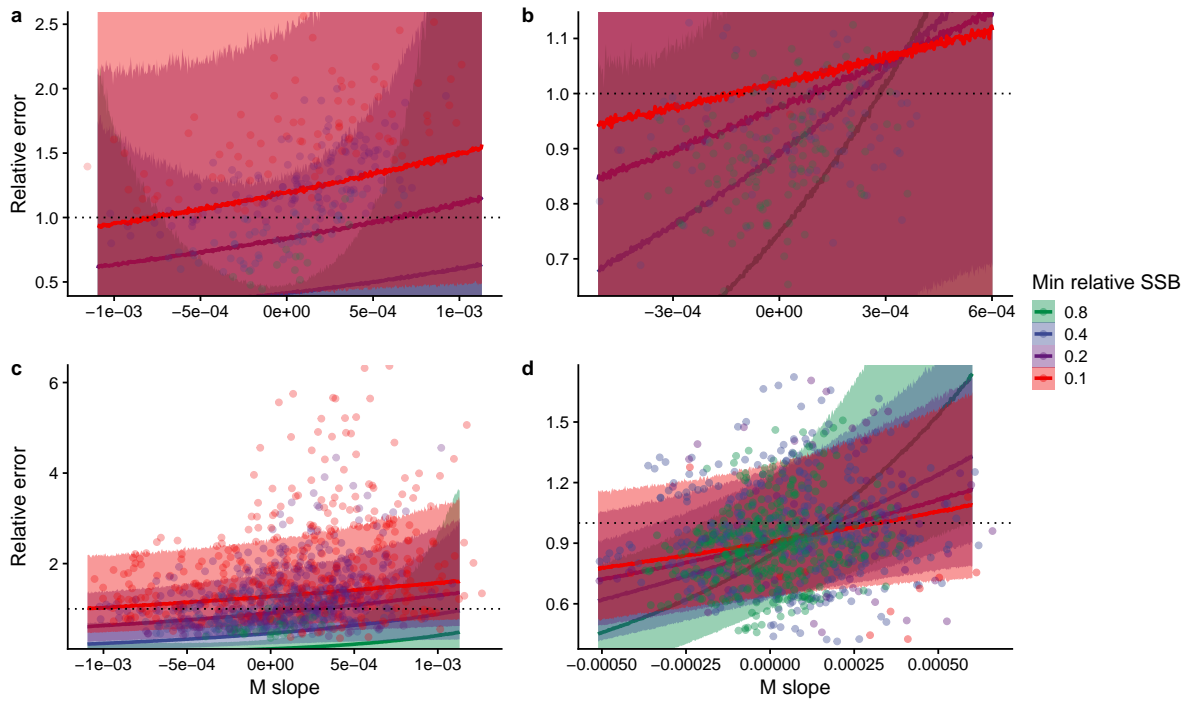 a
b
2.5
2.0
1.5
1.0
0.5
Relative error
−1e−03
−5e−04
0e+00
5e−04
1e−03
1.1
1.0
0.9
0.8
0.7
−3e−04
0e+00
3e−04
6e−04
Min relative SSB
0.8
0.4
0.2
0.1
c
d
6
4
2
Relative error
−1e−03
−5e−04
0e+00
5e−04
1e−03
M slope
1.5
1.2
0.9
0.6
−0.00050
−0.00025
0.00000
0.00025
0.00050
M slope